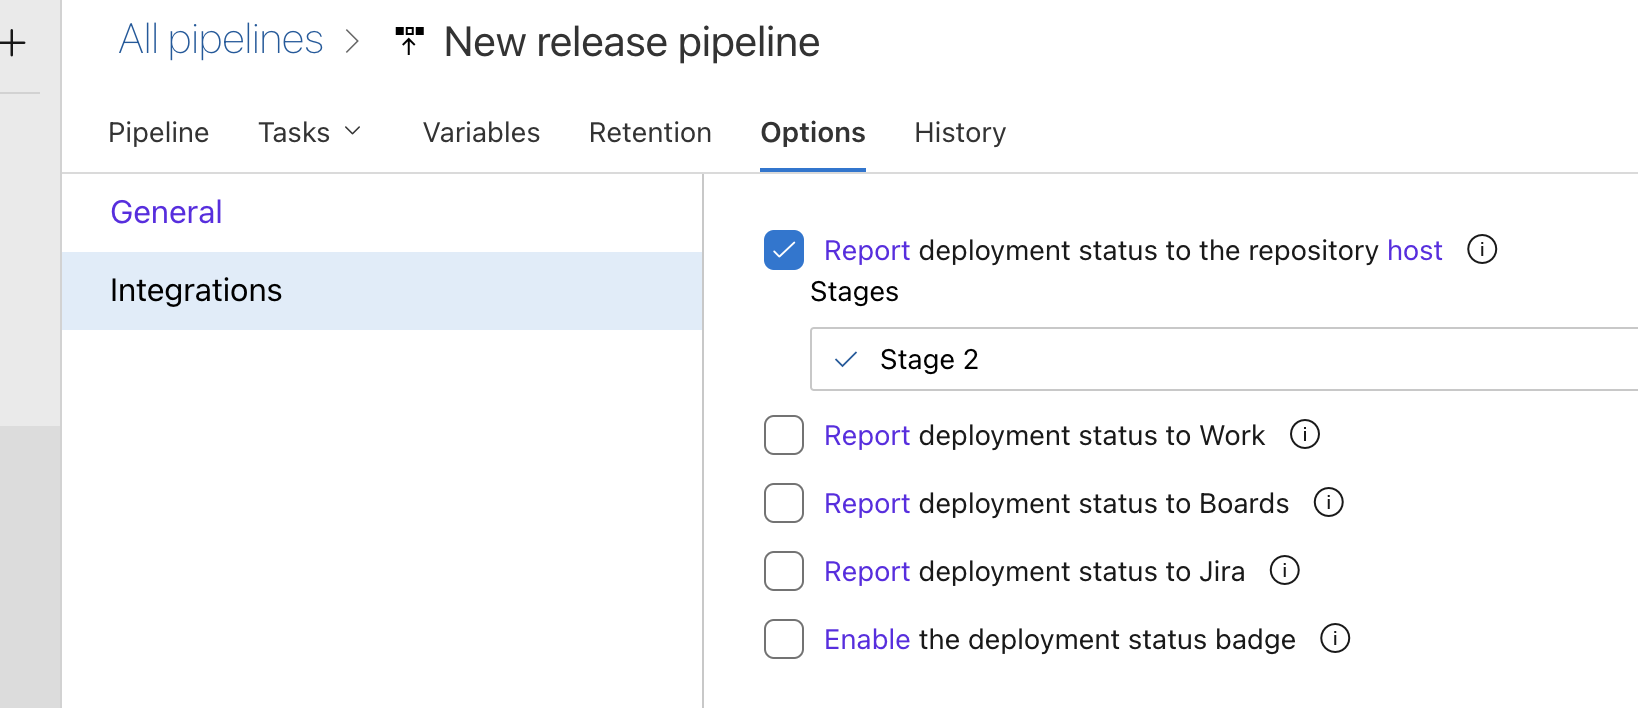 All pipelines > New release pipeline
Pipeline Tasks Variables Retention Options History
General
Integrations
Report deployment status to the repository host
Stages
Stage 2
Report deployment status to Work
Report deployment status to Boards
Report deployment status to Jira
Enable the deployment status badge